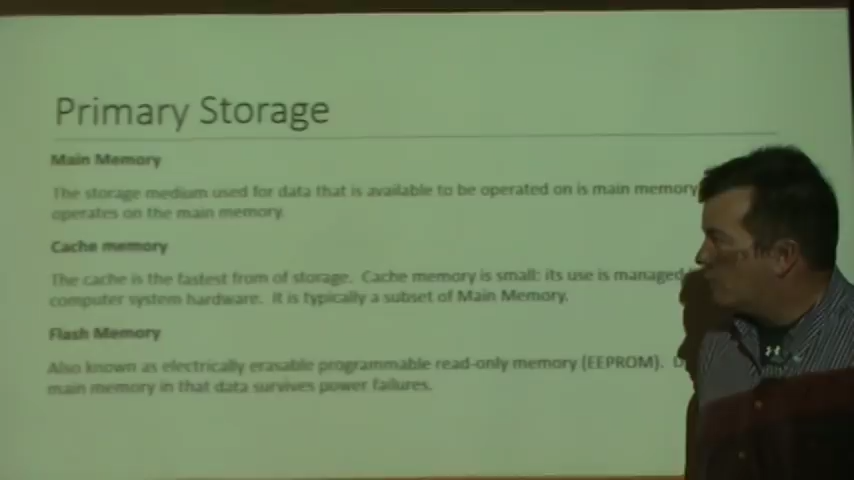 Primary Storage
Main Memory
The storage medium used for data that is available to be operated on is main memory
operates on the main memory.
Cache memory
The cache is the fastest from of storage. Cache memory is small: its use is managed
computer system hardware. It is typically a subset of Main Memory.
Flash Memory
Also known as electrically erasable programmable read-only memory (EEPROM).
main memory in that data survives power failures.